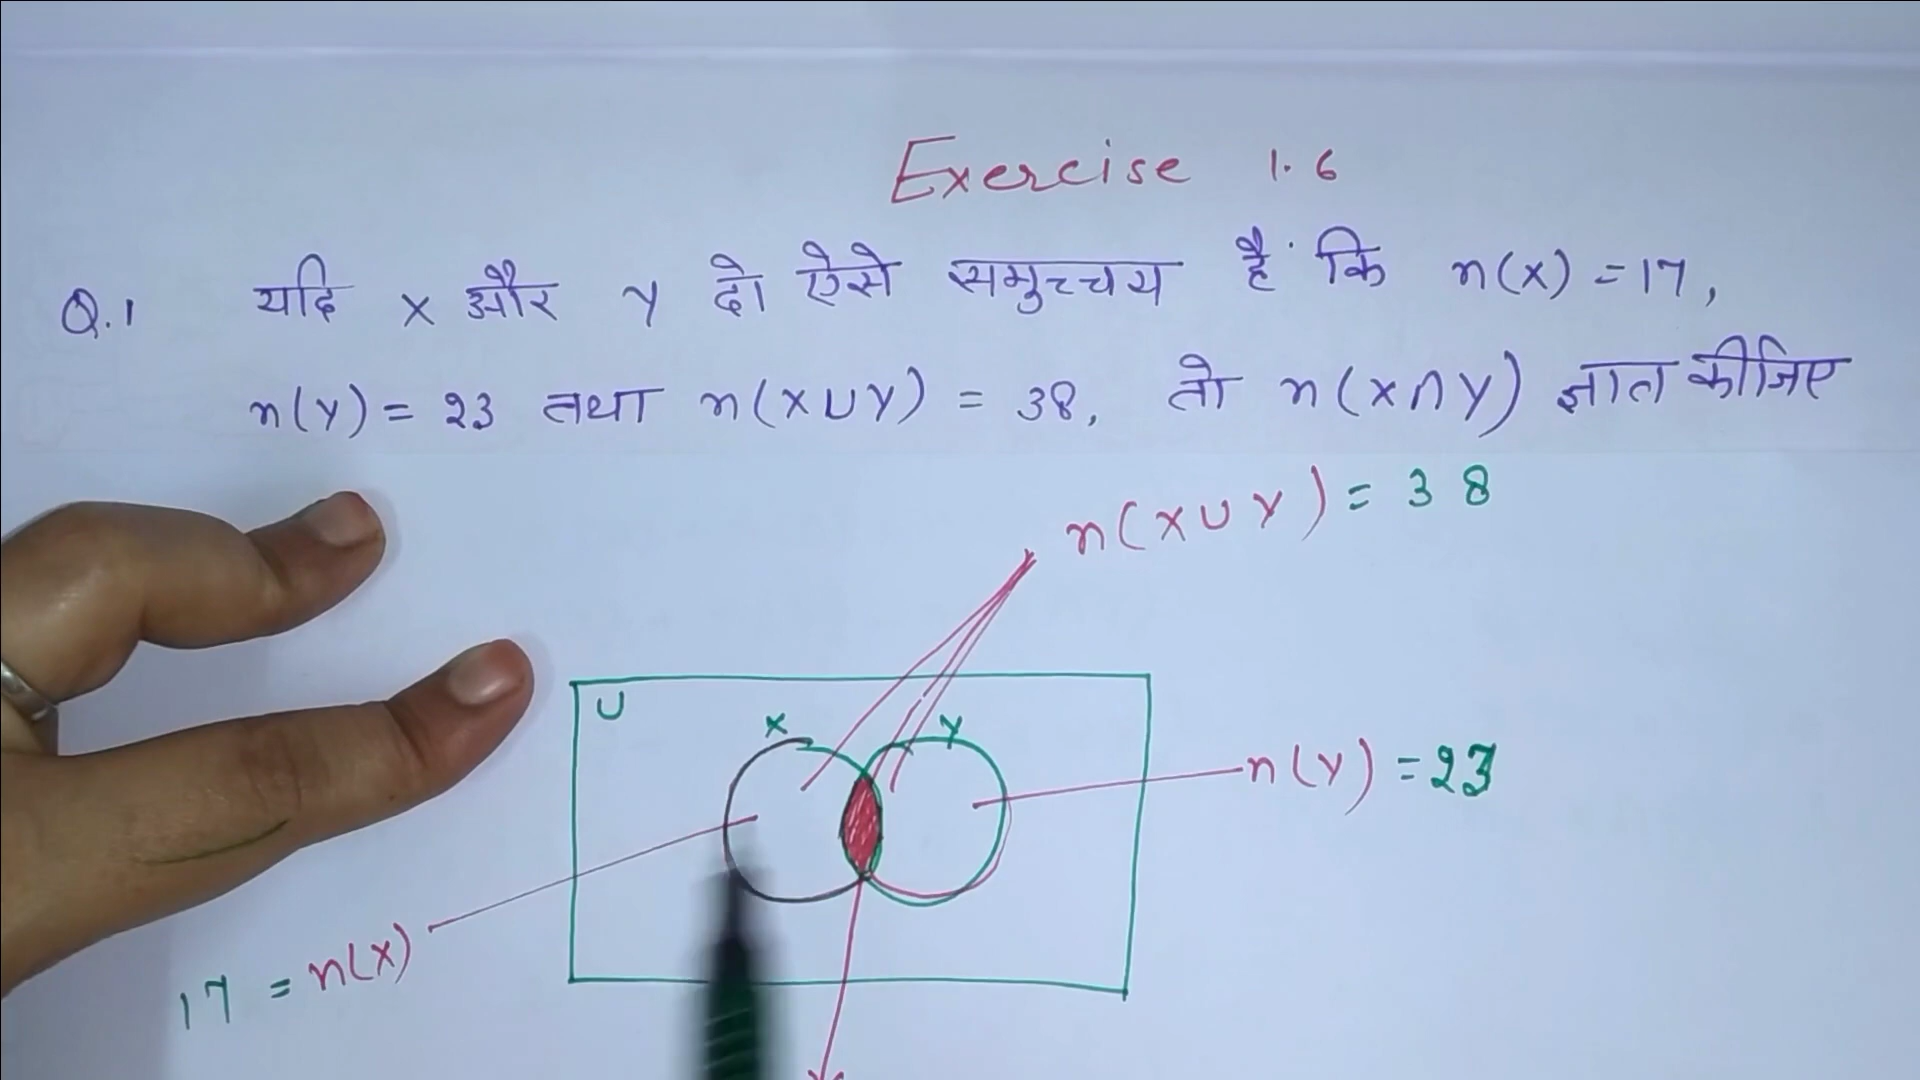 Exercise 1.6
Q.1 यदि x और y दो ऐसे समुच्चय हैं कि n(x) = 17,
n(y) = 23 तथा n(x∪y) = 38, तो n(x∩y) ज्ञात कीजिए
n(x∪y) = 38
U
x y
n(y) = 23
17 = n(x)